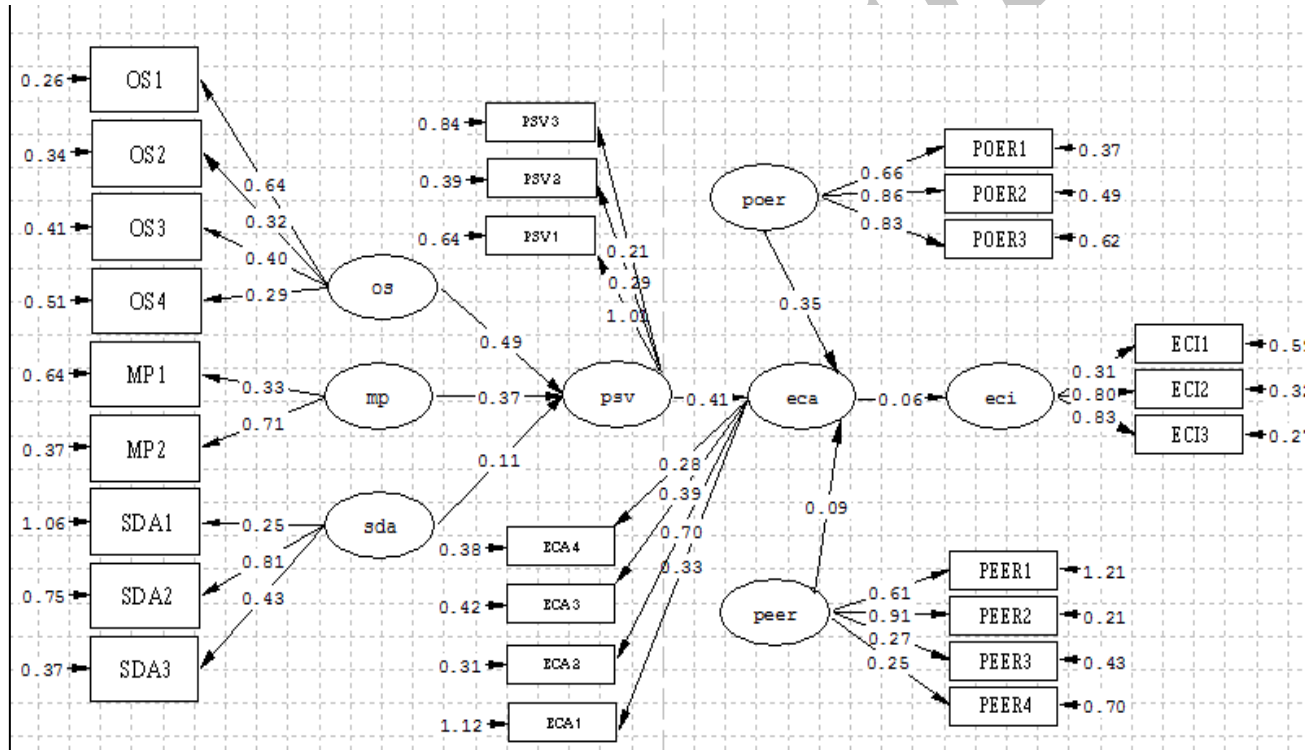 0.26 OS1
0.34 OS2
0.41 OS3
0.51 OS4
0.64 MP1
0.37 MP2
1.06 SDA1
0.75 SDA2
0.37 SDA3
0.64
0.32
0.40
0.29
0.33
0.71
0.25
0.81
0.43
os
mp
sda
0.49
0.37
0.11
0.84 PSV3
0.39 PSV2
0.64 PSV1
0.21
0.29
psv
0.41
eca
0.06
eci
0.28
0.39
0.70
0.33
0.38 ECA4
0.42 ECA3
0.31 ECA2
1.12 ECA1
poer
0.35
0.66
0.86
0.83
POER1 0.37
POER2 0.49
POER3 0.62
0.31
0.80
0.83
ECI1
ECI2
ECI3 0.27
0.09
peer
0.61
0.91
0.27
0.25
PEER1 1.21
PEER2 0.21
PEER3 0.43
PEER4 0.70